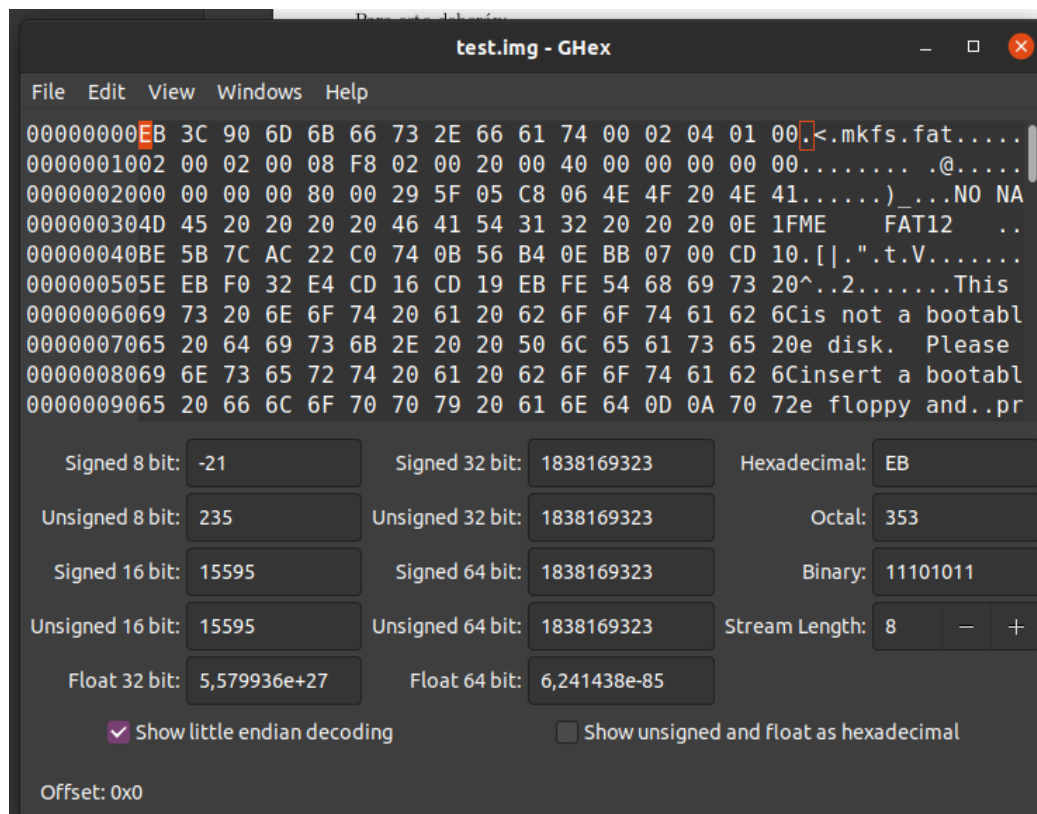 Para esto deberán:
test.img - GHex
File Edit View Windows Help
00000000EB 3C 90 6D 6B 66 73 2E 66 61 74 00 02 04 01 00.<.mkfs.fat.....
0000001002 00 02 00 08 F8 02 00 20 00 40 00 00 00 00 00........ .@.....
0000002000 00 00 00 80 00 29 5F 05 C8 06 4E 4F 20 4E 41......)_...NO NA
000000304D 45 20 20 20 20 46 41 54 31 32 20 20 20 0E 1FME    FAT12   ..
00000040BE 5B 7C AC 22 C0 74 0B 56 B4 0E BB 07 00 CD 10.[|.".t.V.......
000000505E EB F0 32 E4 CD 16 CD 19 EB FE 54 68 69 73 20^..2.......This
0000006069 73 20 6E 6F 74 20 61 20 62 6F 6F 74 61 62 6Cis not a bootabl
0000007065 20 64 69 73 6B 2E 20 20 50 6C 65 61 73 65 20e disk.  Please
0000008069 6E 73 65 72 74 20 61 20 62 6F 6F 74 61 62 6Cinsert a bootabl
0000009065 20 66 6C 6F 70 70 79 20 61 6E 64 0D 0A 70 72e floppy and..pr
Signed 8 bit: -21 Signed 32 bit: 1838169323 Hexadecimal: EB
Unsigned 8 bit: 235 Unsigned 32 bit: 1838169323 Octal: 353
Signed 16 bit: 15595 Signed 64 bit: 1838169323 Binary: 11101011
Unsigned 16 bit: 15595 Unsigned 64 bit: 1838169323 Stream Length: 8 − +
Float 32 bit: 5,579936e+27 Float 64 bit: 6,241438e-85
Show little endian decoding Show unsigned and float as hexadecimal
Offset: 0x0